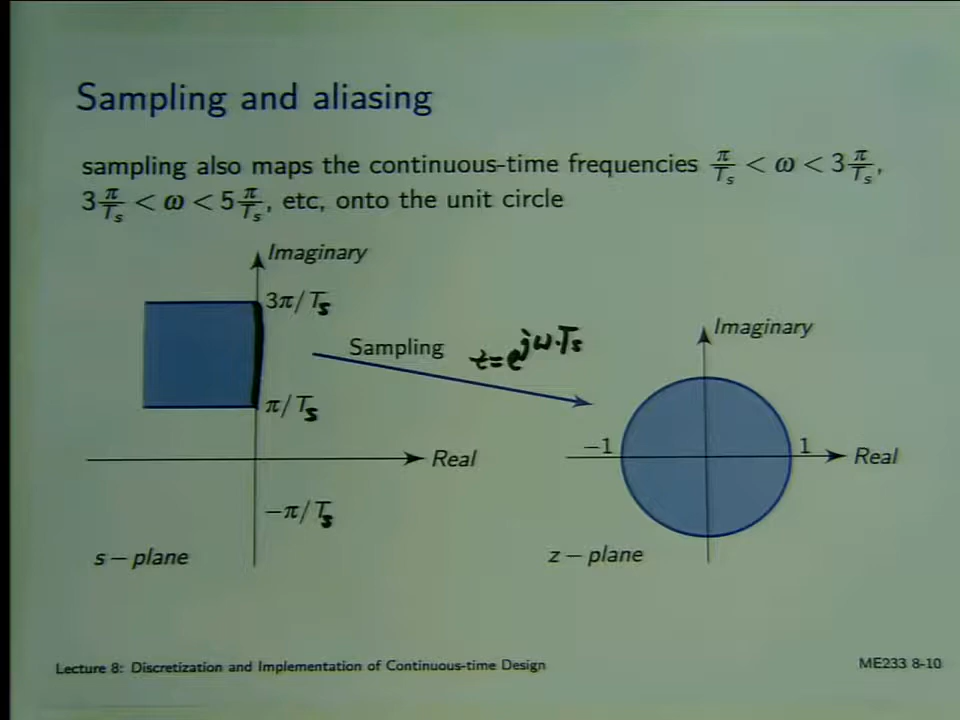 Sampling and aliasing
sampling also maps the continuous-time frequencies π/Ts < ω < 3π/Ts,
3π/Ts < ω < 5π/Ts, etc, onto the unit circle
Imaginary
3π/Ts
Sampling z=e^jω·Ts
π/Ts
Real
−π/Ts
s − plane
Imaginary
−1
1
Real
z − plane
Lecture 8: Discretization and Implementation of Continuous-time Design
ME233 8-10